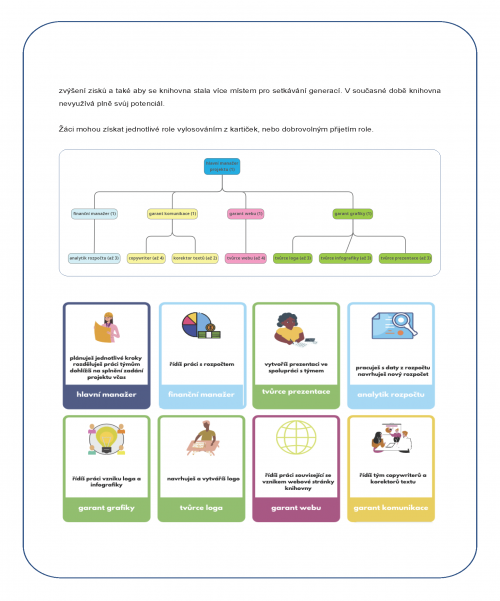 zvýšení zisků a také aby se knihovna stala více místem pro setkávání generací. V současné době knihovna
nevyužívá plně svůj potenciál.
Žáci mohou získat jednotlivé role vylosováním z kartiček, nebo dobrovolným přijetím role.
hlavní manažer
projektu (1)
finanční manažer (1)
garant komunikace (1)
garant webu (1)
garant grafiky (1)
analytik rozpočtu (až 3)
copywriter (až 4)
korektor textů (až 2)
tvůrce webu (až 4)
tvůrce loga (až 3)
tvůrce infografiky (až 3)
tvůrce prezentace (až 3)
plánuješ jednotlivé kroky
rozděluješ práci týmům
dohlížíš na splnění zadání
projektu včas
hlavní manažer
řídíš práci s rozpočtem
finanční manažer
vytvoříš prezentaci ve
spolupráci s týmem
tvůrce prezentace
pracuješ s daty z rozpočtu
navrhuješ nový rozpočet
analytik rozpočtu
řídíš práci vzniku loga a
infografiky
garant grafiky
navrhuješ a vytváříš logo
tvůrce loga
řídíš práci související se
vznikem webové stránky
knihovny
garant webu
řídíš tým copywriterů a
korektorů textu
garant komunikace